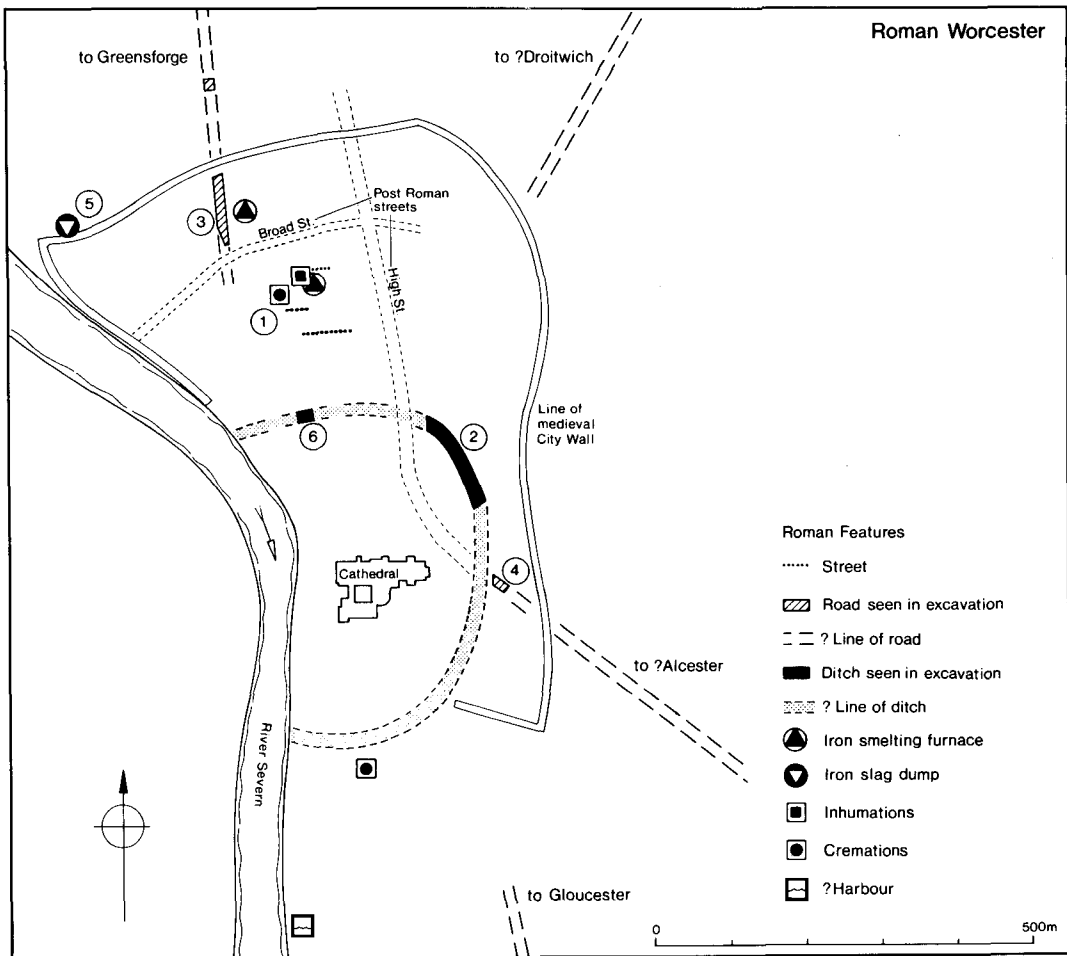 Roman Worcester
to Greensforge
to ?Droitwich
5
3
Post Roman
streets
Broad St.
High St.
1
6
2
Line of
medieval
City Wall
Cathedral
4
to ?Alcester
River Severn
to Gloucester
Roman Features
Street
Road seen in excavation
? Line of road
Ditch seen in excavation
? Line of ditch
Iron smelting furnace
Iron slag dump
Inhumations
Cremations
?Harbour
0
500m